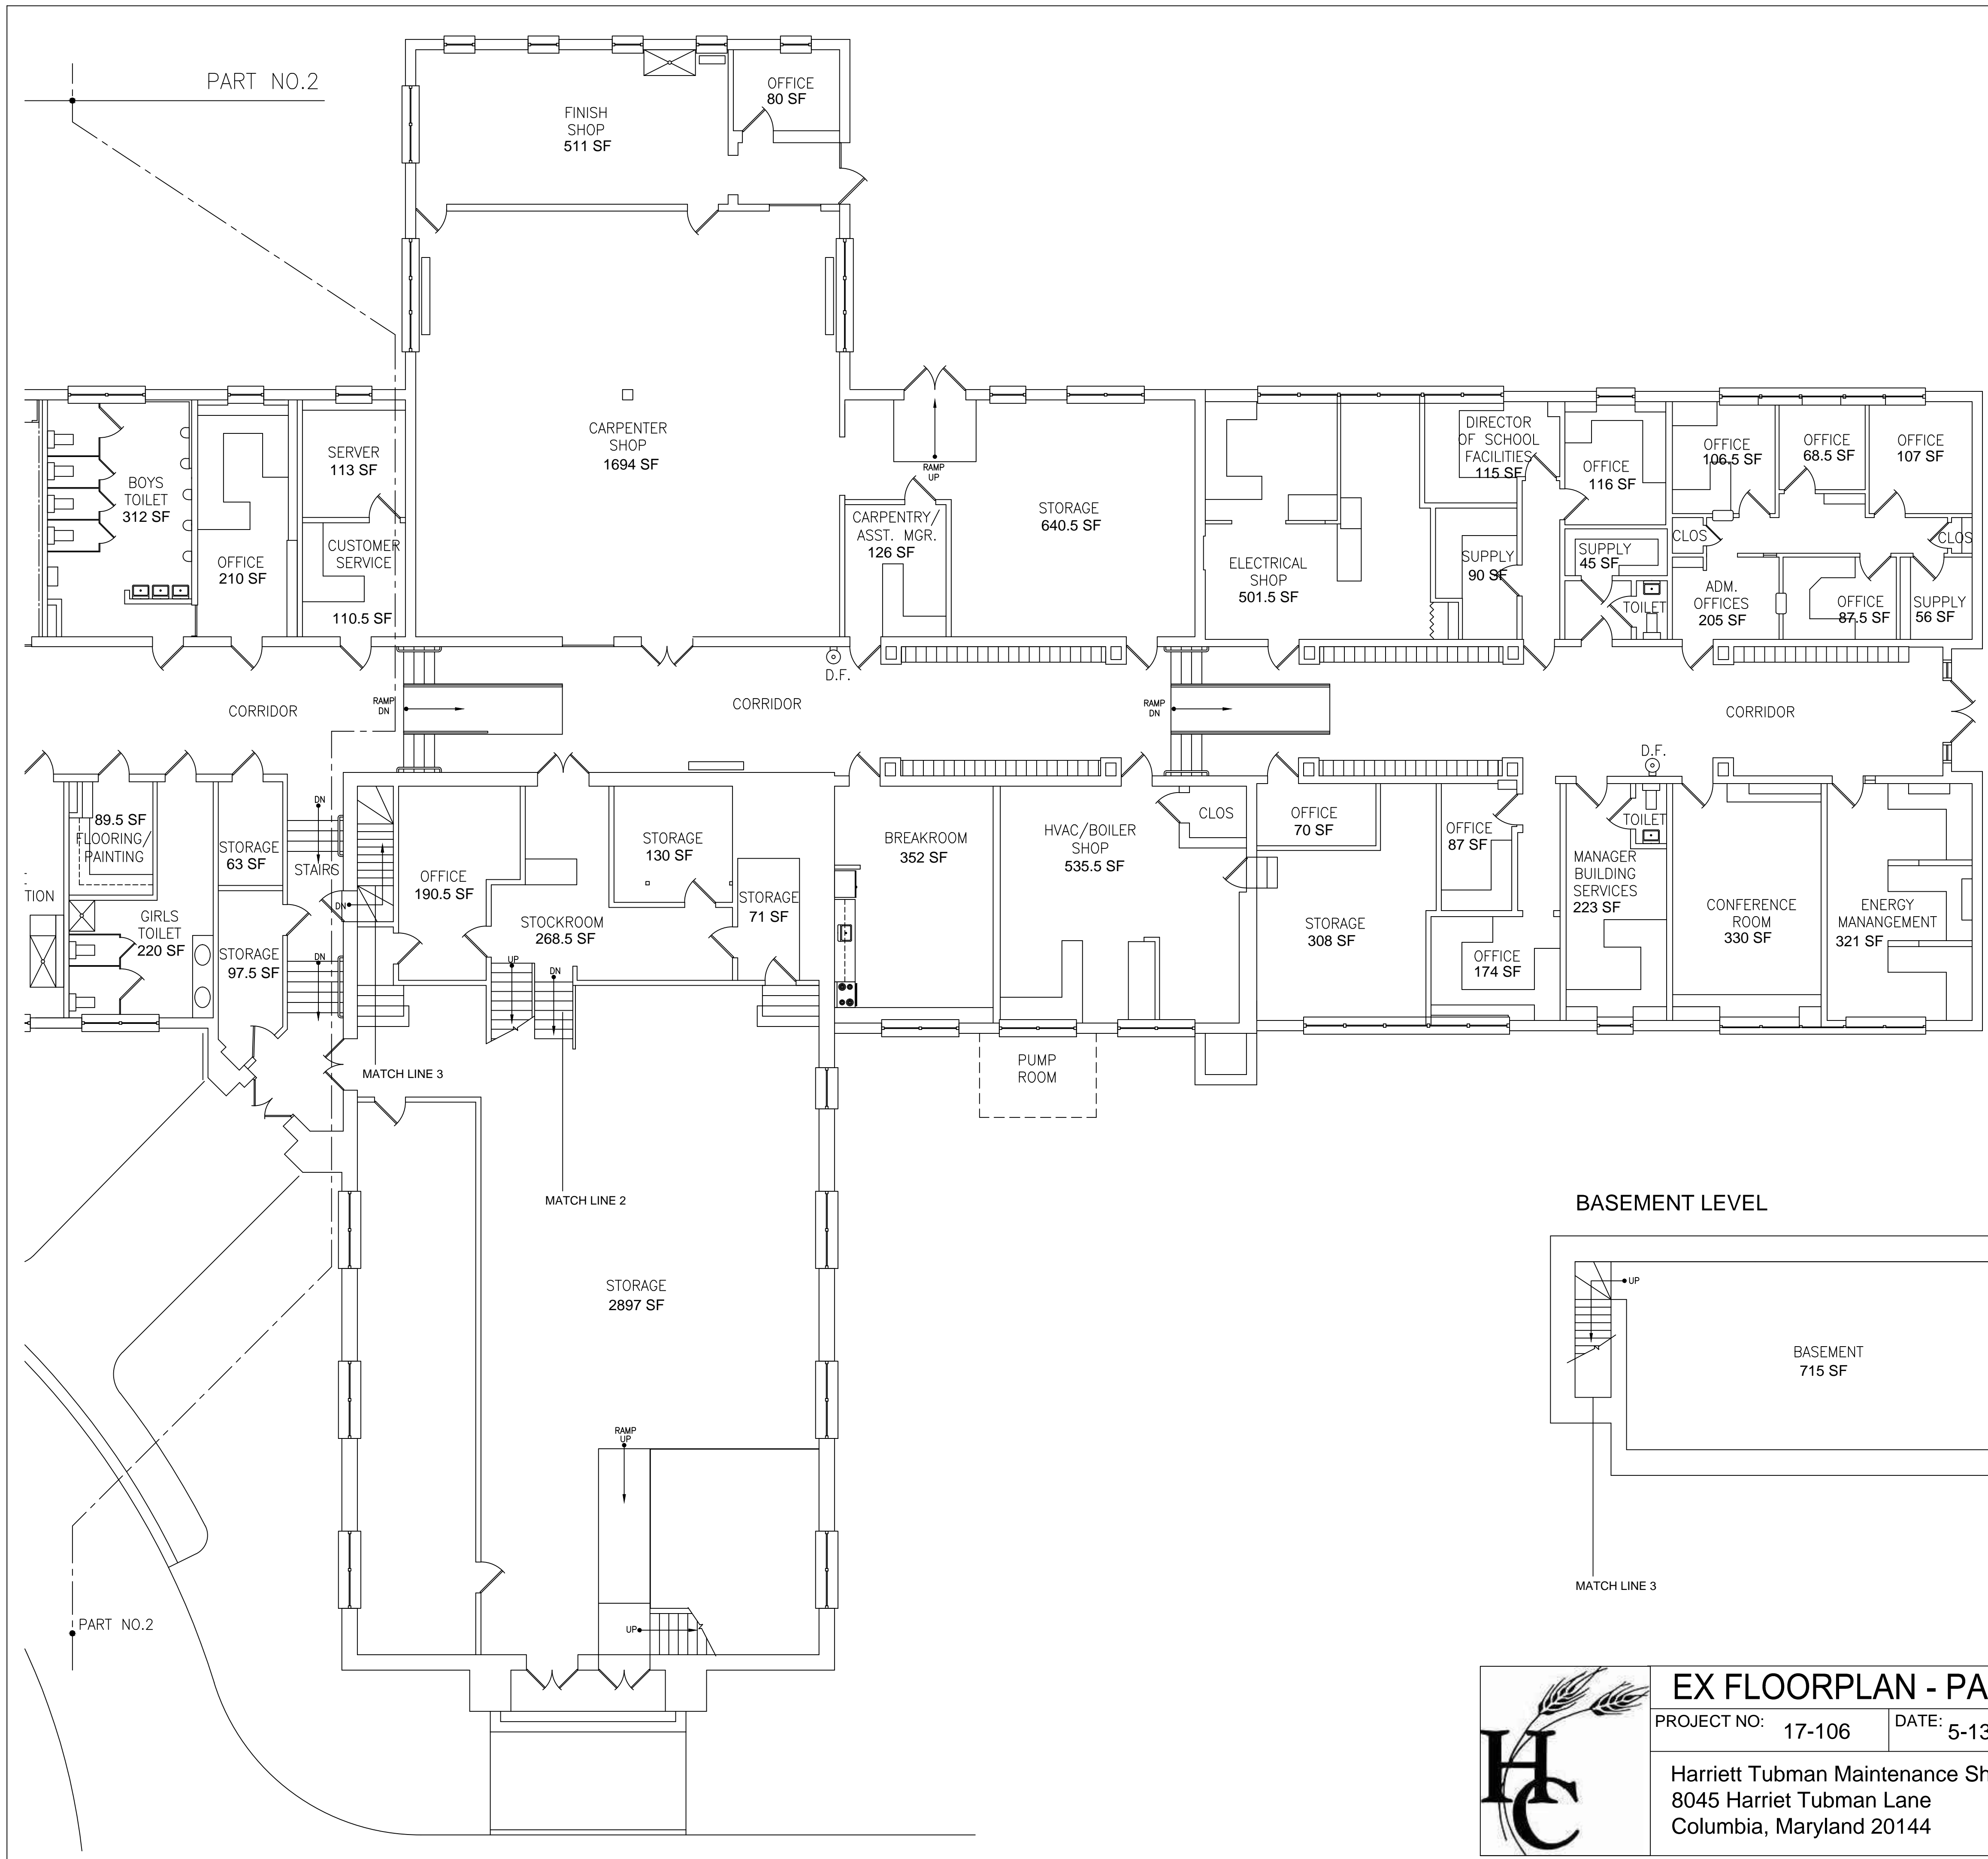 PART NO.2
OFFICE
80 SF
FINISH
SHOP
511 SF
CARPENTER
SHOP
1694 SF
BOYS
TOILET
312 SF
OFFICE
210 SF
SERVER
113 SF
CUSTOMER
SERVICE
110.5 SF
RAMP
UP
CARPENTRY/
ASST. MGR.
126 SF
STORAGE
640.5 SF
ELECTRICAL
SHOP
501.5 SF
DIRECTOR
OF SCHOOL
FACILITIES
115 SF
SUPPLY
90 SF
OFFICE
116 SF
SUPPLY
45 SF
TOILET
OFFICE
106.5 SF
OFFICE
68.5 SF
OFFICE
107 SF
CLOS
CLOS
ADM.
OFFICES
205 SF
OFFICE
87.5 SF
SUPPLY
56 SF
D.F.
CORRIDOR
RAMP
DN
CORRIDOR
RAMP
DN
CORRIDOR
D.F.
TION
89.5 SF
FLOORING/
PAINTING
GIRLS
TOILET
220 SF
STORAGE
63 SF
STORAGE
97.5 SF
DN
STAIRS
DN
DN
OFFICE
190.5 SF
STOCKROOM
268.5 SF
STORAGE
130 SF
STORAGE
71 SF
UP
DN
BREAKROOM
352 SF
HVAC/BOILER
SHOP
535.5 SF
CLOS
OFFICE
70 SF
STORAGE
308 SF
OFFICE
87 SF
OFFICE
174 SF
MANAGER
BUILDING
SERVICES
223 SF
TOILET
CONFERENCE
ROOM
330 SF
ENERGY
MANANGEMENT
321 SF
PUMP
ROOM
MATCH LINE 3
MATCH LINE 2
STORAGE
2897 SF
RAMP
UP
UP
PART NO.2
BASEMENT LEVEL
UP
BASEMENT
715 SF
MATCH LINE 3
HC
EX FLOORPLAN - PA
PROJECT NO: 17-106
DATE: 5-13
Harriett Tubman Maintenance Sh
8045 Harriet Tubman Lane
Columbia, Maryland 20144